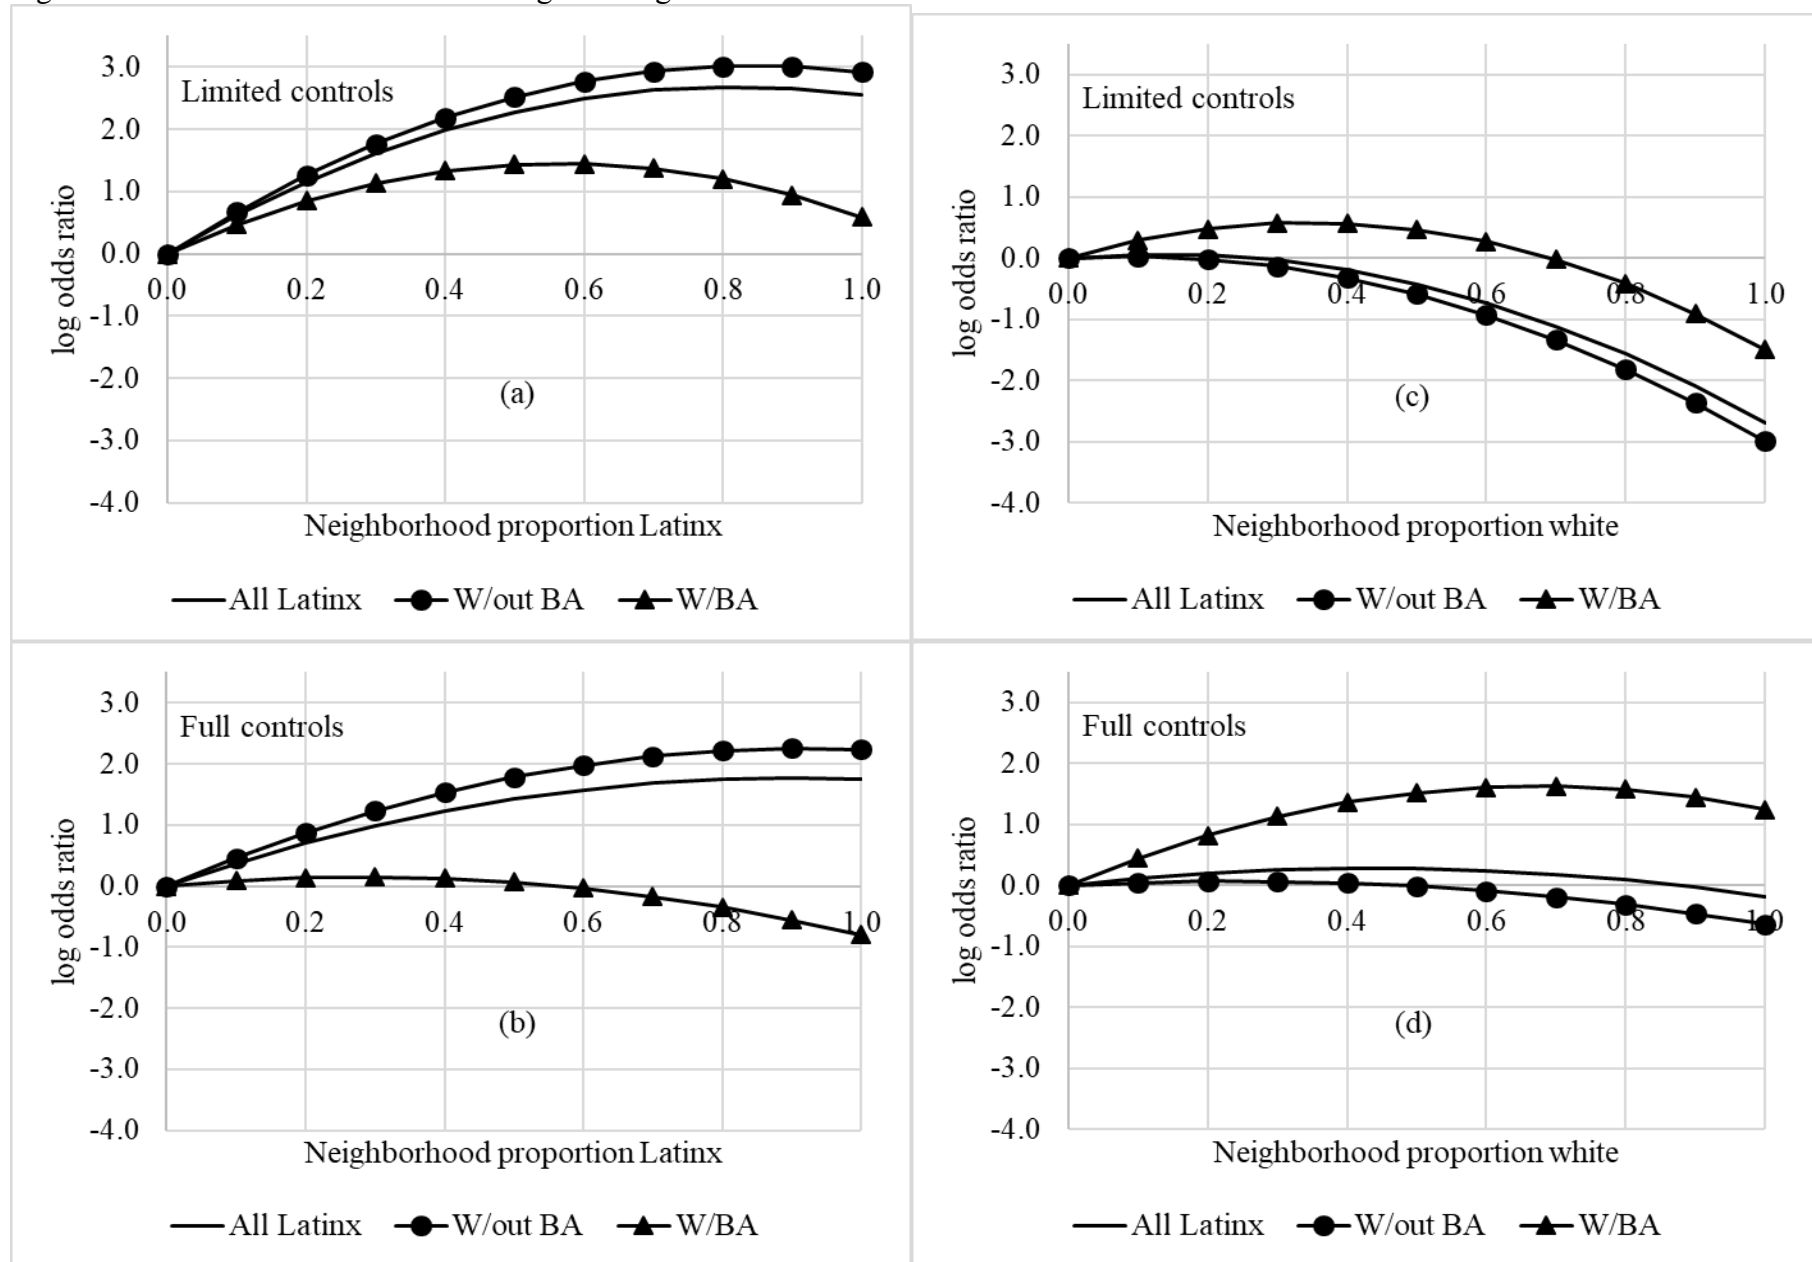 3.0
2.0
1.0
0.0
-1.0
-2.0
-3.0
-4.0
log odds ratio
Limited controls
0.0 0.2 0.4 0.6 0.8 1.0
(a)
Neighborhood proportion Latinx
All Latinx W/out BA W/BA
3.0
2.0
1.0
0.0
-1.0
-2.0
-3.0
-4.0
log odds ratio
Limited controls
0.0 0.2 0.4 0.6 0.8 1.0
(c)
Neighborhood proportion white
All Latinx W/out BA W/BA
3.0
2.0
1.0
0.0
-1.0
-2.0
-3.0
-4.0
log odds ratio
Full controls
0.0 0.2 0.4 0.6 0.8 1.0
(b)
Neighborhood proportion Latinx
All Latinx W/out BA W/BA
3.0
2.0
1.0
0.0
-1.0
-2.0
-3.0
-4.0
log odds ratio
Full controls
0.0 0.2 0.4 0.6 0.8 1.0
(d)
Neighborhood proportion white
All Latinx W/out BA W/BA